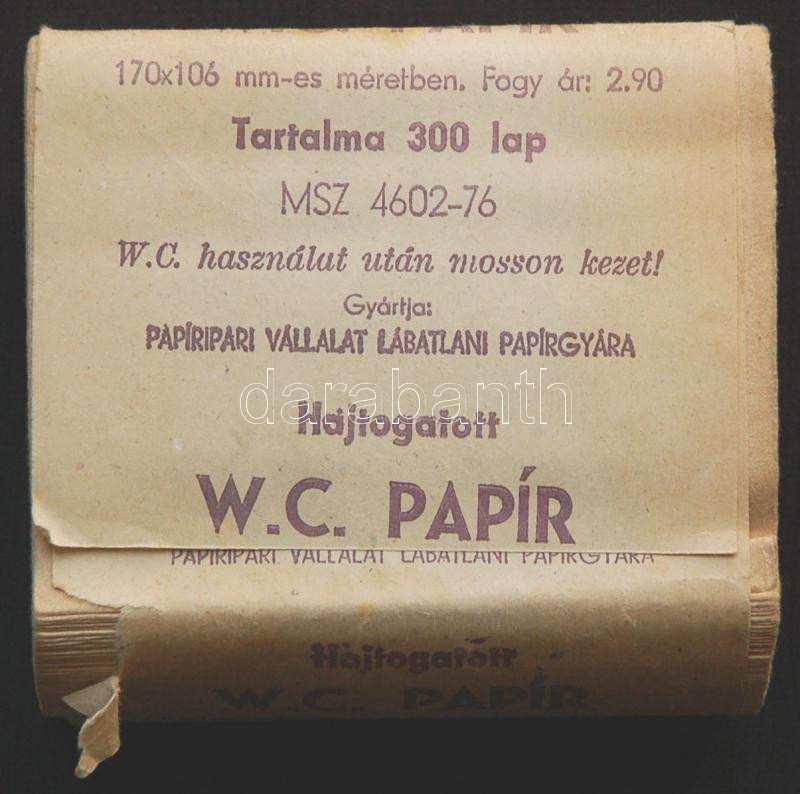 W.C. PAPÍR
170x106 mm-es méretben. Fogy ár: 2.90
Tartalma 300 lap
MSZ 4602-76
W.C. használat után mosson kezet!
Gyártja:
PAPÍRIPARI VÁLLALAT LÁBATLANI PAPÍRGYÁRA
darabanth
Hajtogatott
W.C. PAPÍR
PAPÍRIPARI VÁLLALAT LÁBATLANI PAPÍRGYÁRA
Hajtogatott
W.C. PAPÍR